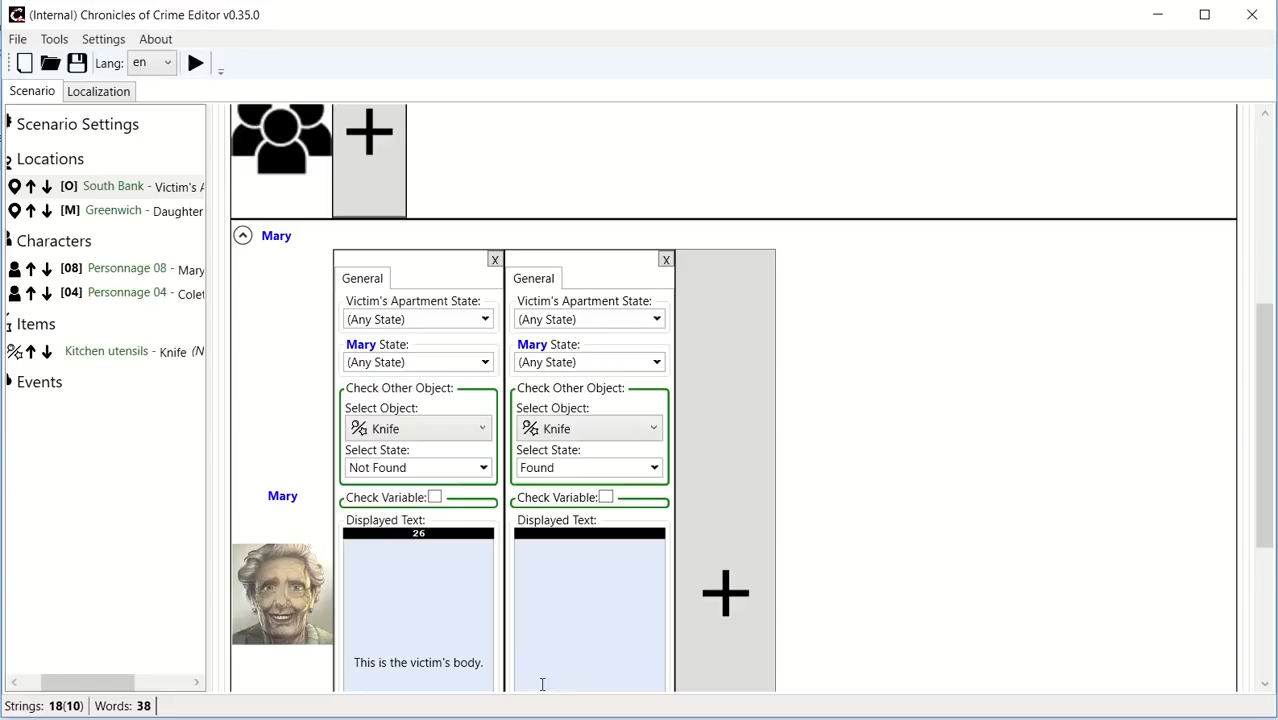 (Internal) Chronicles of Crime Editor v0.35.0
File Tools Settings About
Lang: en
Scenario Localization
Scenario Settings
Locations
[O] South Bank - Victim's A
[M] Greenwich - Daughter
Characters
[08] Personnage 08 - Mary
[04] Personnage 04 - Colet
Items
Kitchen utensils - Knife (N
Events
Mary
X X
General General
Victim's Apartment State: Victim's Apartment State:
(Any State) (Any State)
Mary State: Mary State:
(Any State) (Any State)
Check Other Object: Check Other Object:
Select Object: Select Object:
Knife Knife
Select State: Select State:
Not Found Found
Mary Check Variable: Check Variable:
Displayed Text: Displayed Text:
26
This is the victim's body.
Strings: 18(10) Words: 38